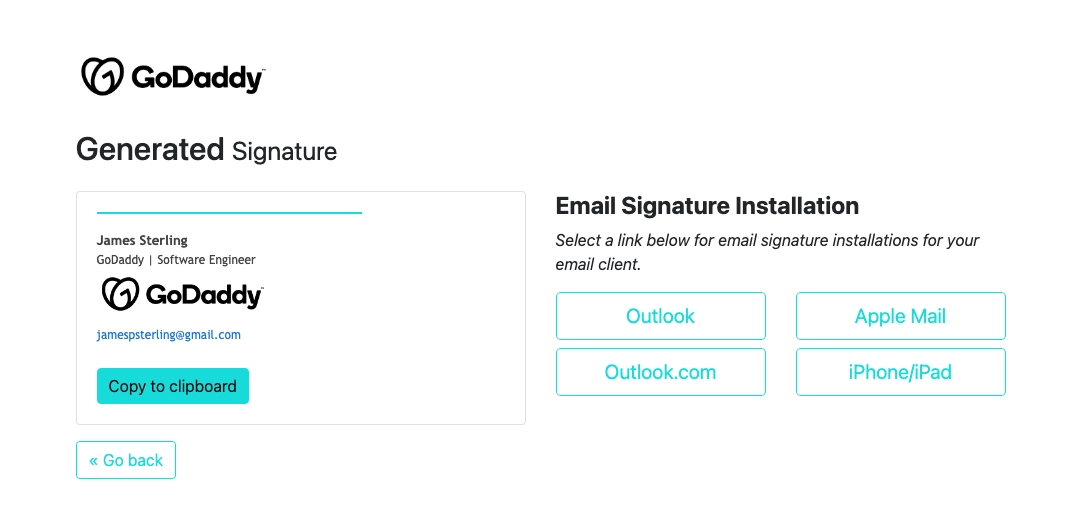 GoDaddy™
Generated Signature
James Sterling
GoDaddy | Software Engineer
GoDaddy™
jamespsterling@gmail.com
Copy to clipboard
« Go back
Email Signature Installation
Select a link below for email signature installations for your
email client.
Outlook
Apple Mail
Outlook.com
iPhone/iPad